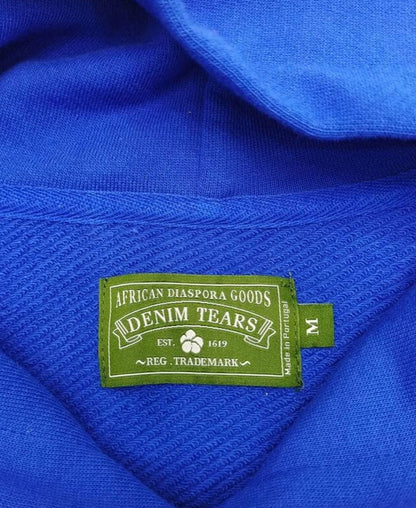 AFRICAN DIASPORA GOODS
DENIM TEARS
EST. 1619
~REG.TRADEMARK~
Made in Portugal
M